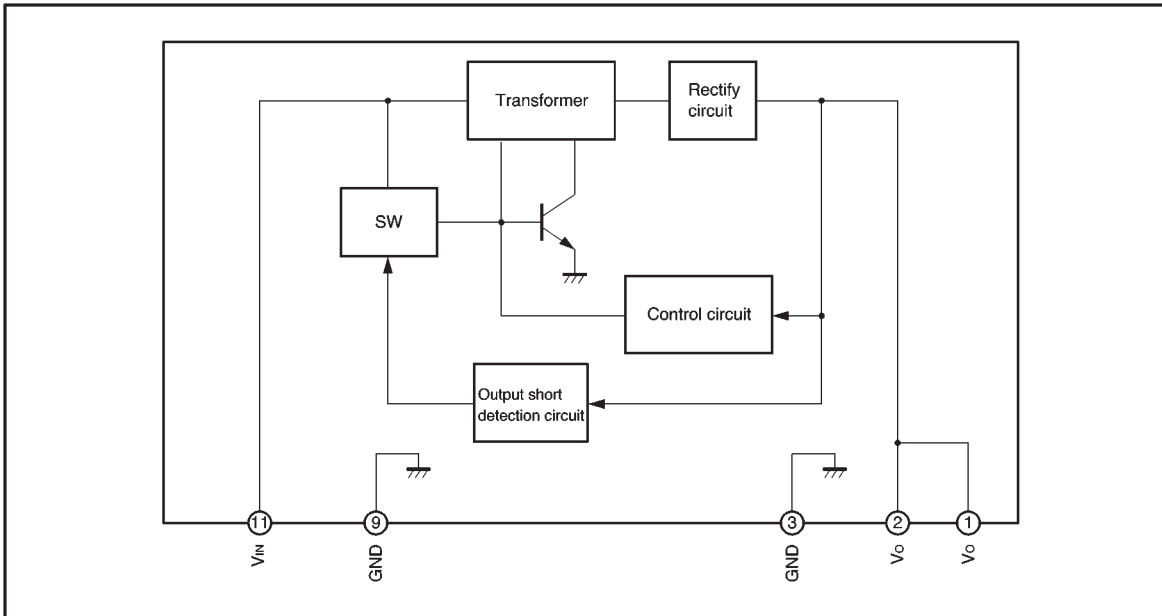 Transformer
Rectify
circuit
SW
Control circuit
Output short
detection circuit
11
9
3
2
1
VIN
GND
GND
VO
VO